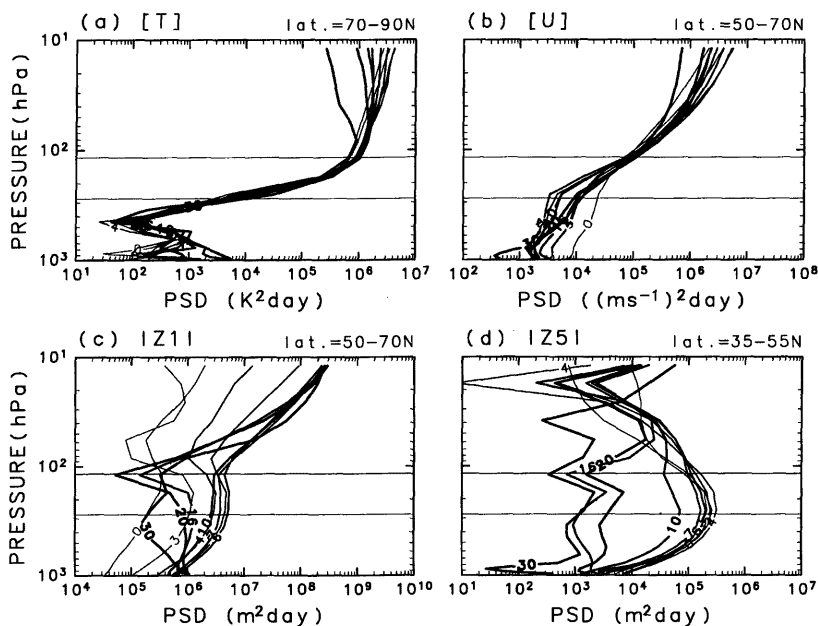 (a) [T] lat.=70-90N
(b) [U] lat.=50-70N
PRESSURE(hPa)
10¹
10²
10³
10¹ 10² 10³ 10⁴ 10⁵ 10⁶ 10⁷
PSD (K²day)
0
10² 10³ 10⁴ 10⁵ 10⁶ 10⁷ 10⁸
PSD ((ms⁻¹)²day)
(c) |Z1| lat.=50-70N
(d) |Z5| lat.=35-55N
PRESSURE(hPa)
10¹
10²
10³
0
30
3
20
16
10
10⁴ 10⁵ 10⁶ 10⁷ 10⁸ 10⁹ 10¹⁰
PSD (m²day)
4
1620
10
30
10¹ 10² 10³ 10⁴ 10⁵ 10⁶ 10⁷
PSD (m²day)